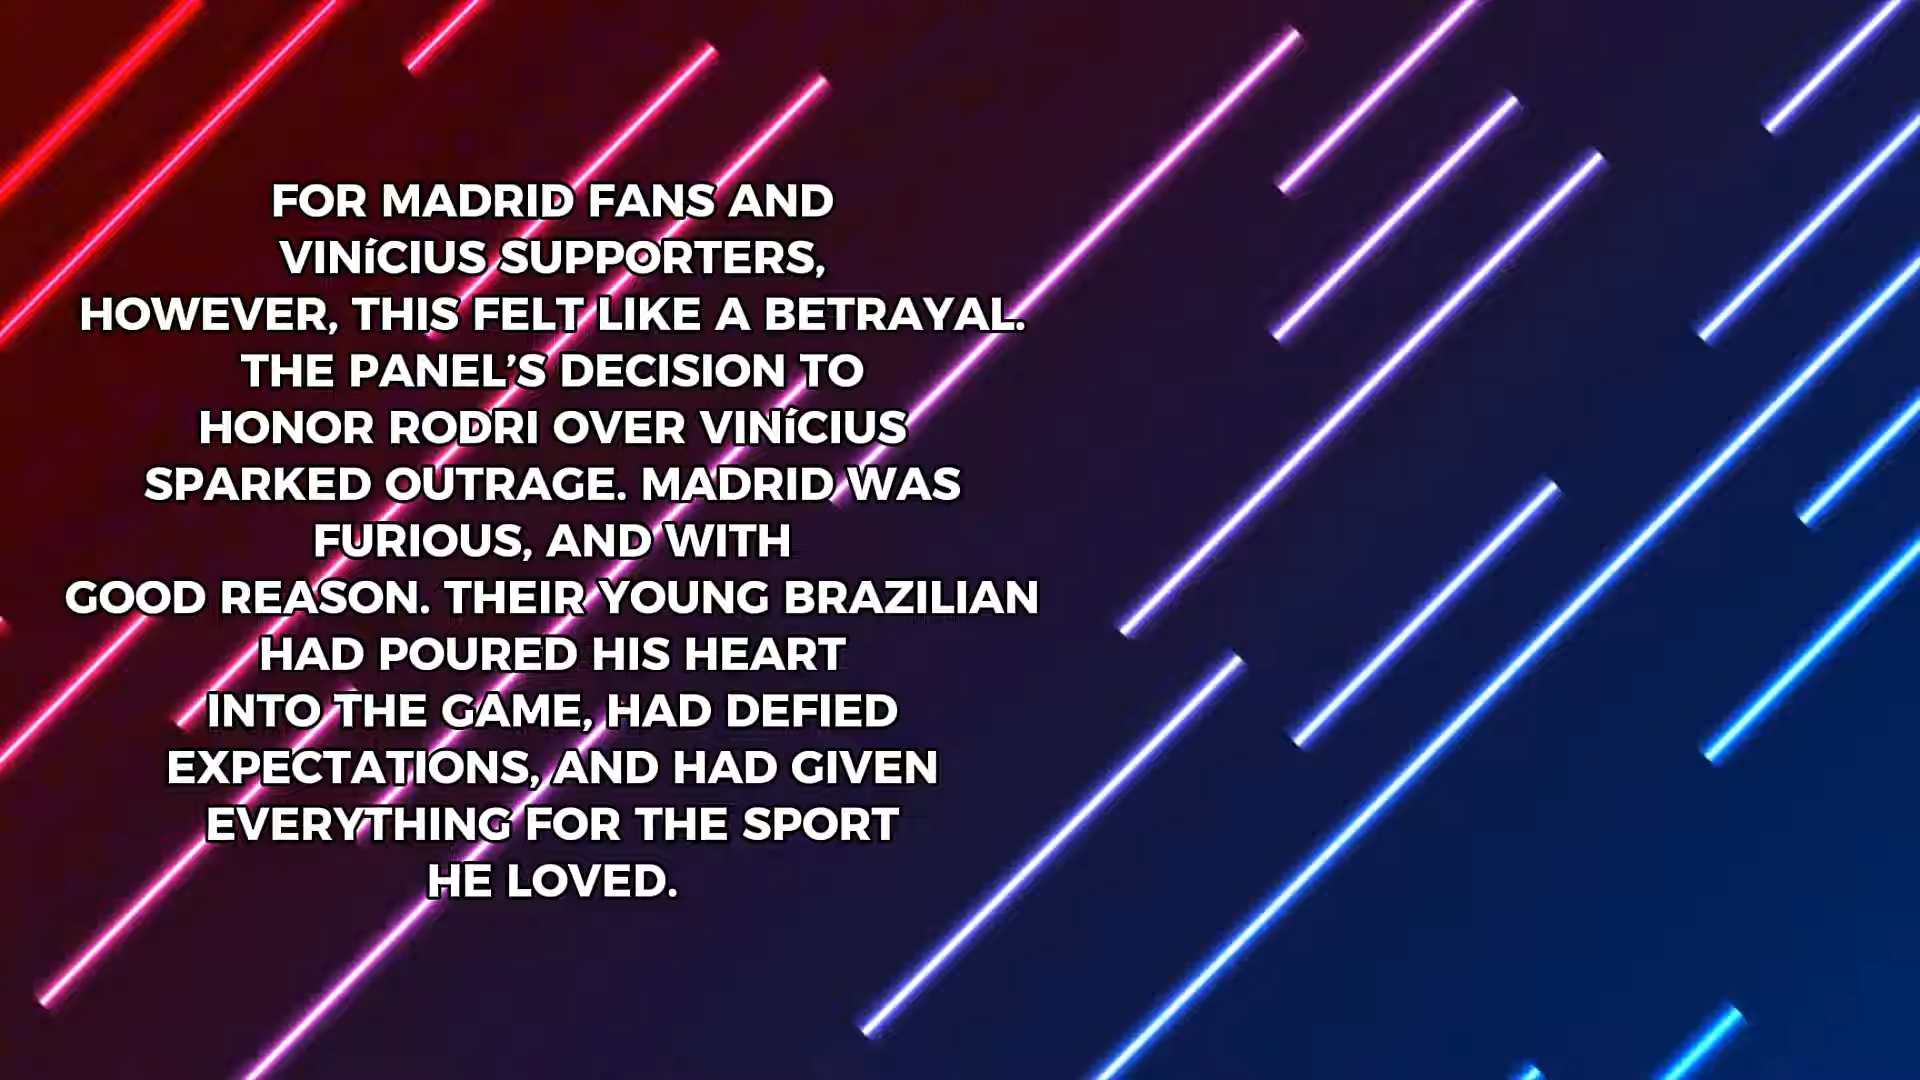 FOR MADRID FANS AND
VINíCIUS SUPPORTERS,
HOWEVER, THIS FELT LIKE A BETRAYAL.
THE PANEL’S DECISION TO
HONOR RODRI OVER VINíCIUS
SPARKED OUTRAGE. MADRID WAS
FURIOUS, AND WITH
GOOD REASON. THEIR YOUNG BRAZILIAN
HAD POURED HIS HEART
INTO THE GAME, HAD DEFIED
EXPECTATIONS, AND HAD GIVEN
EVERYTHING FOR THE SPORT
HE LOVED.